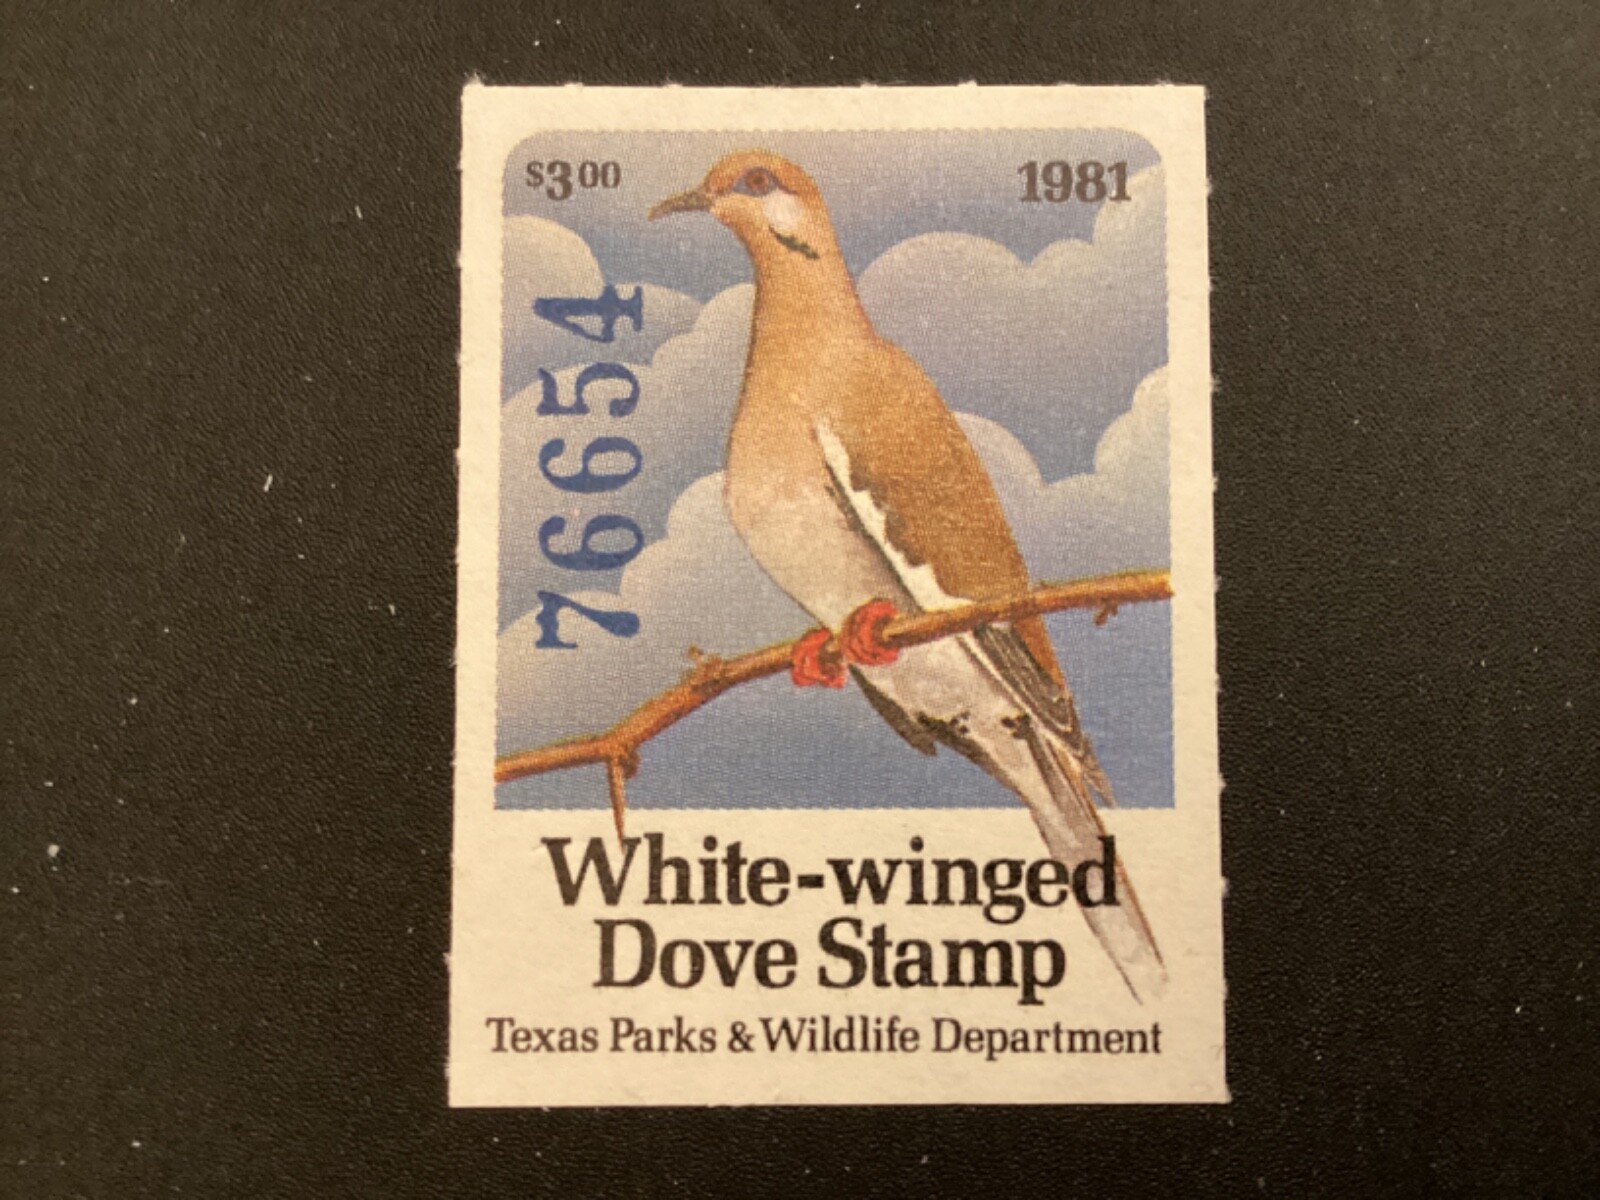 $3.00 1981
76654
White-winged
Dove Stamp
Texas Parks & Wildlife Department